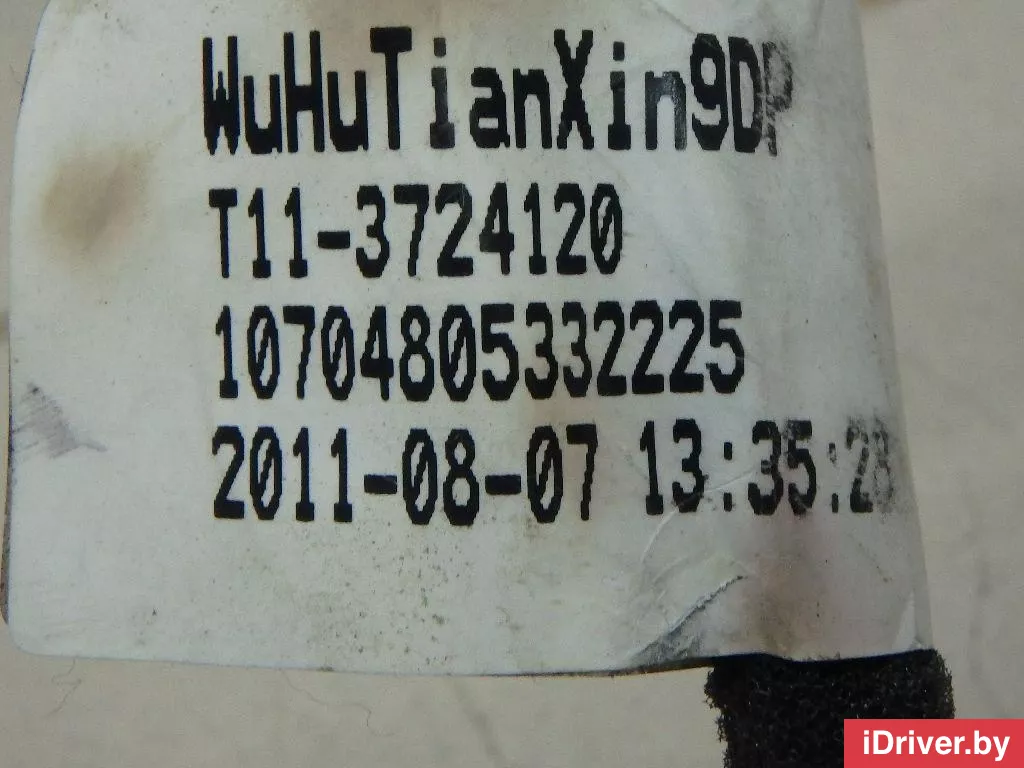 WuHuTianXin9DP
T11-3724120
10704805332225
2011-08-07 13:35:28
iDriver.by